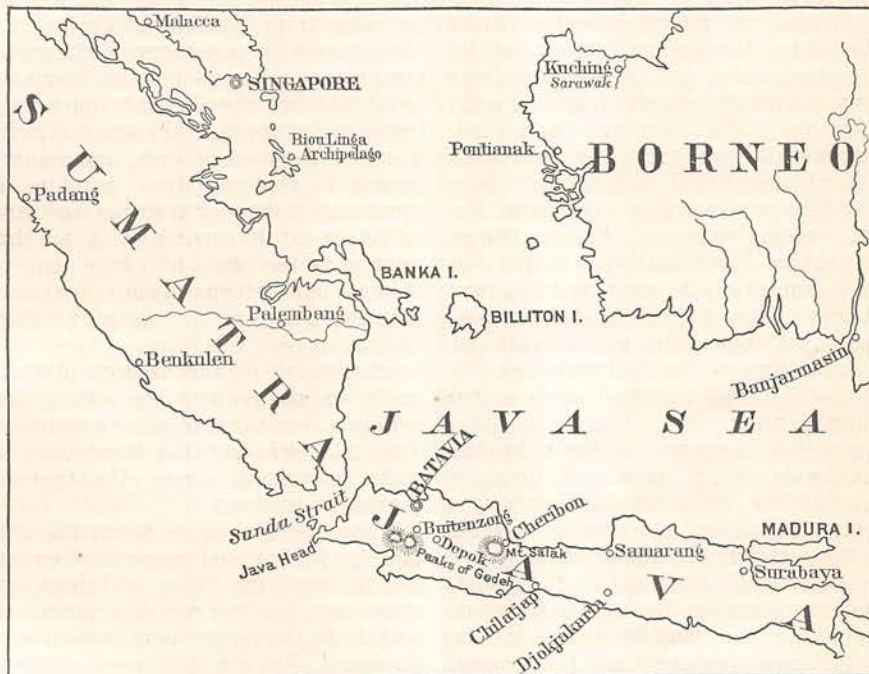 Malacca
SINGAPORE
Kuching
Sarawak
Riou Linga
Archipelago
Pontianak
BORNEO
SUMATRA
Padang
BANKA I.
Palembang
BILLITON I.
Benkulen
Banjarmasin
JAVA SEA
BATAVIA
Sunda Strait
Java Head
Buitenzong
Depok
Peaks of Gedeh
Cheribon
Mt. Salak
Samarang
MADURA I.
Surabaya
JAVA
Chilatjap
Djokjakarta